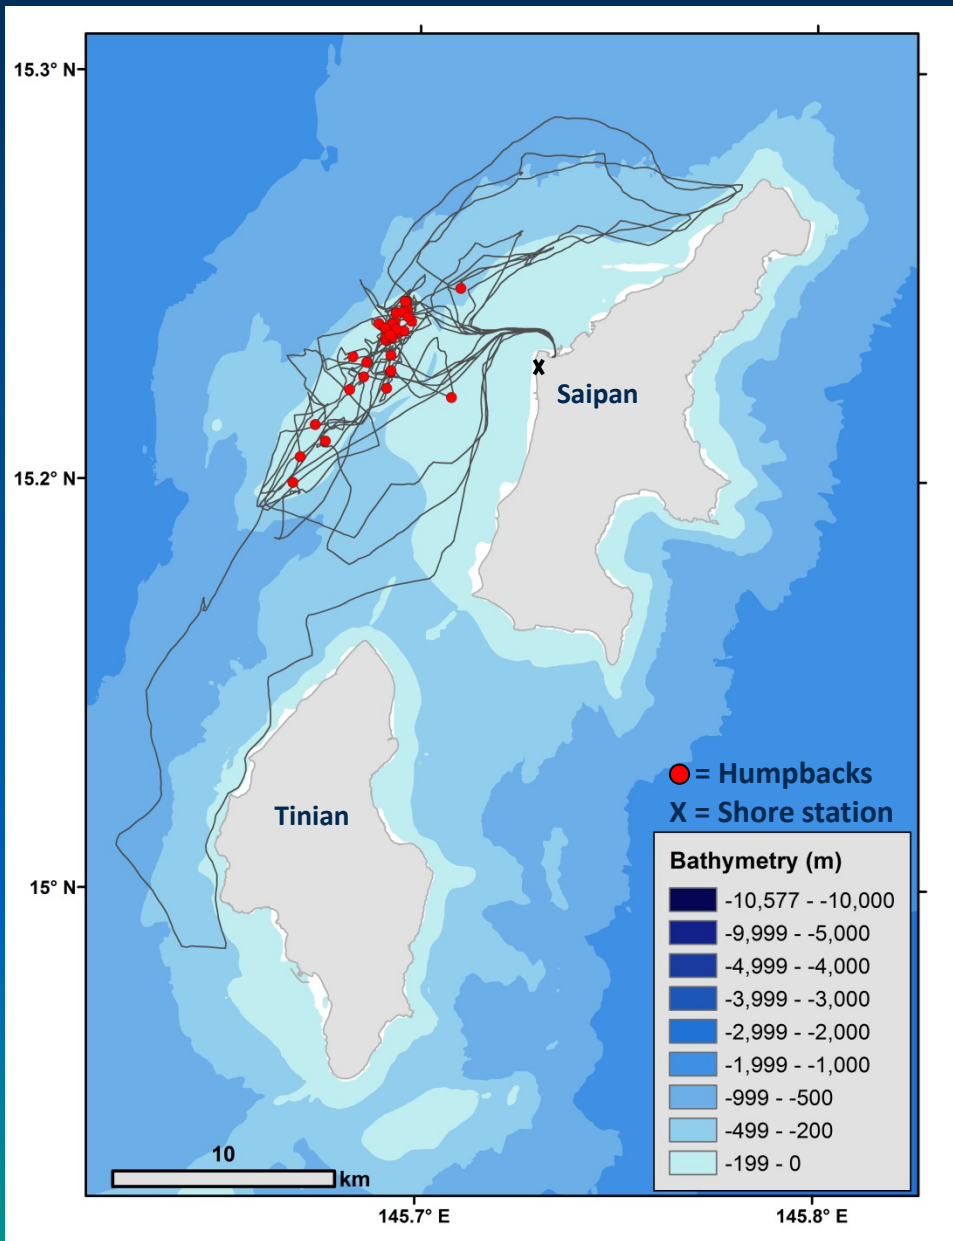 15.3° N
Saipan
15.2° N
= Humpbacks
X = Shore station
Tinian
Bathymetry (m)
-10,577 - -10,000
-9,999 - -5,000
-4,999 - -4,000
-3,999 - -3,000
-2,999 - -2,000
-1,999 - -1,000
-999 - -500
-499 - -200
-199 - 0
15° N
10
km
145.7° E
145.8° E
X